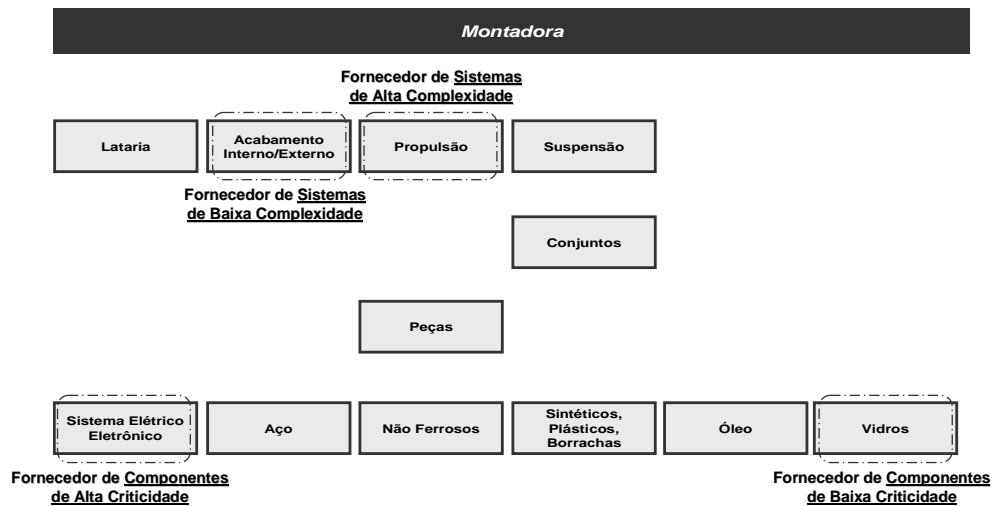 Montadora
Fornecedor de Sistemas
de Alta Complexidade
Lataria
Acabamento
Interno/Externo
Propulsão
Suspensão
Fornecedor de Sistemas
de Baixa Complexidade
Conjuntos
Peças
Sistema Elétrico
Eletrônico
Aço
Não Ferrosos
Sintéticos,
Plásticos,
Borrachas
Óleo
Vidros
Fornecedor de Componentes
de Alta Criticidade
Fornecedor de Componentes
de Baixa Criticidade